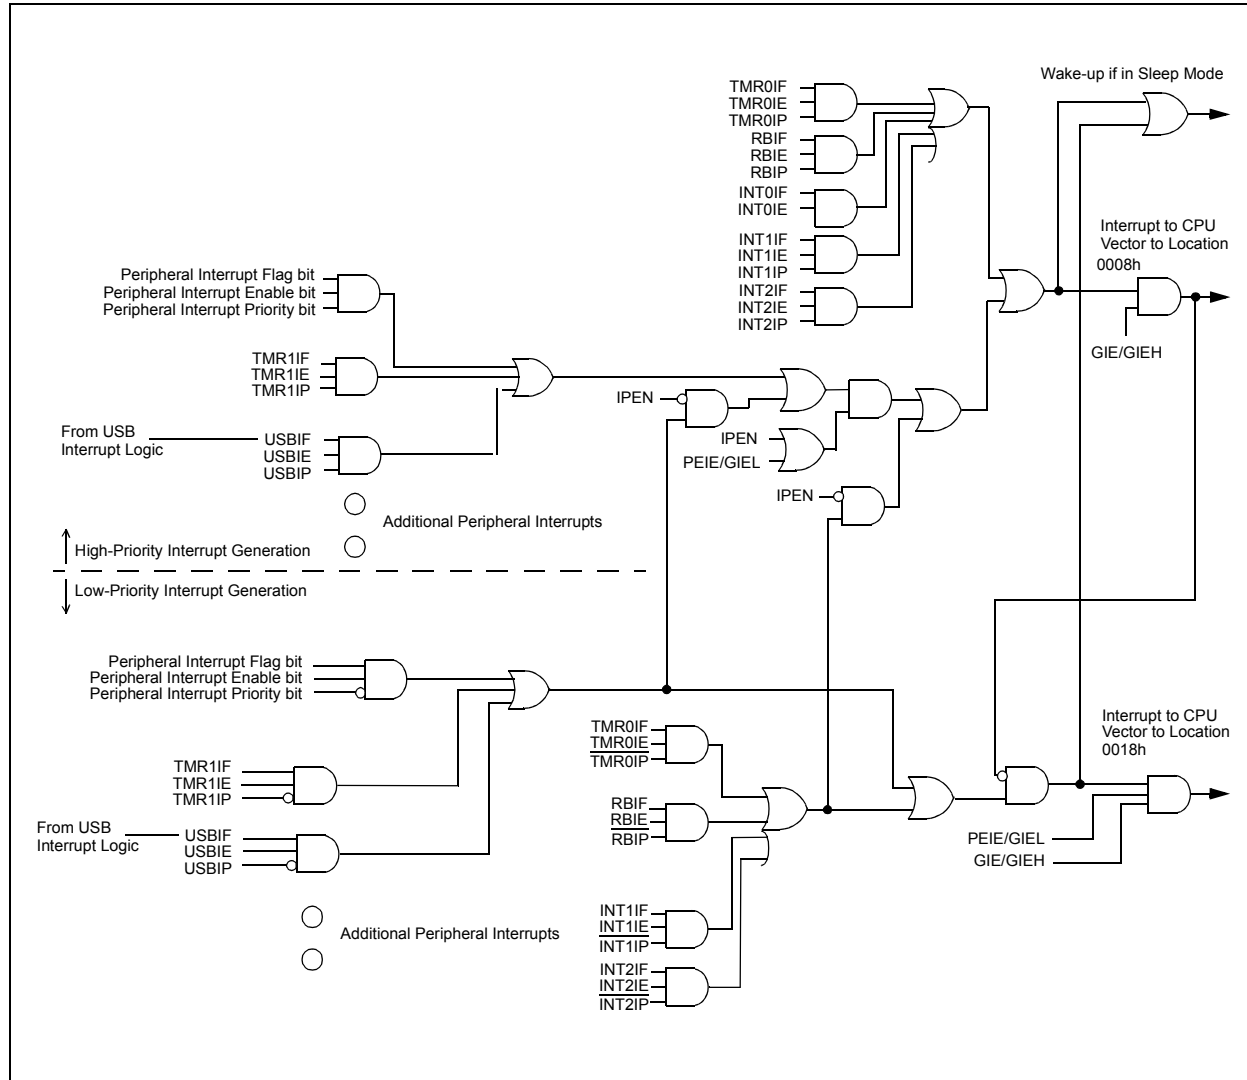 Wake-up if in Sleep Mode
TMR0IF
TMR0IE
TMR0IP
RBIF
RBIE
RBIP
INT0IF
INT0IE
INT1IF
INT1IE
INT1IP
INT2IF
INT2IE
INT2IP
Interrupt to CPU
Vector to Location
0008h
GIE/GIEH
Peripheral Interrupt Flag bit
Peripheral Interrupt Enable bit
Peripheral Interrupt Priority bit
TMR1IF
TMR1IE
TMR1IP
From USB
Interrupt Logic
USBIF
USBIE
USBIP
IPEN
IPEN
PEIE/GIEL
IPEN
Additional Peripheral Interrupts
High-Priority Interrupt Generation
Low-Priority Interrupt Generation
Peripheral Interrupt Flag bit
Peripheral Interrupt Enable bit
Peripheral Interrupt Priority bit
TMR1IF
TMR1IE
TMR1IP
From USB
Interrupt Logic
USBIF
USBIE
USBIP
Additional Peripheral Interrupts
TMR0IF
TMR0IE
TMR0IP
RBIF
RBIE
RBIP
INT1IF
INT1IE
INT1IP
INT2IF
INT2IE
INT2IP
Interrupt to CPU
Vector to Location
0018h
PEIE/GIEL
GIE/GIEH